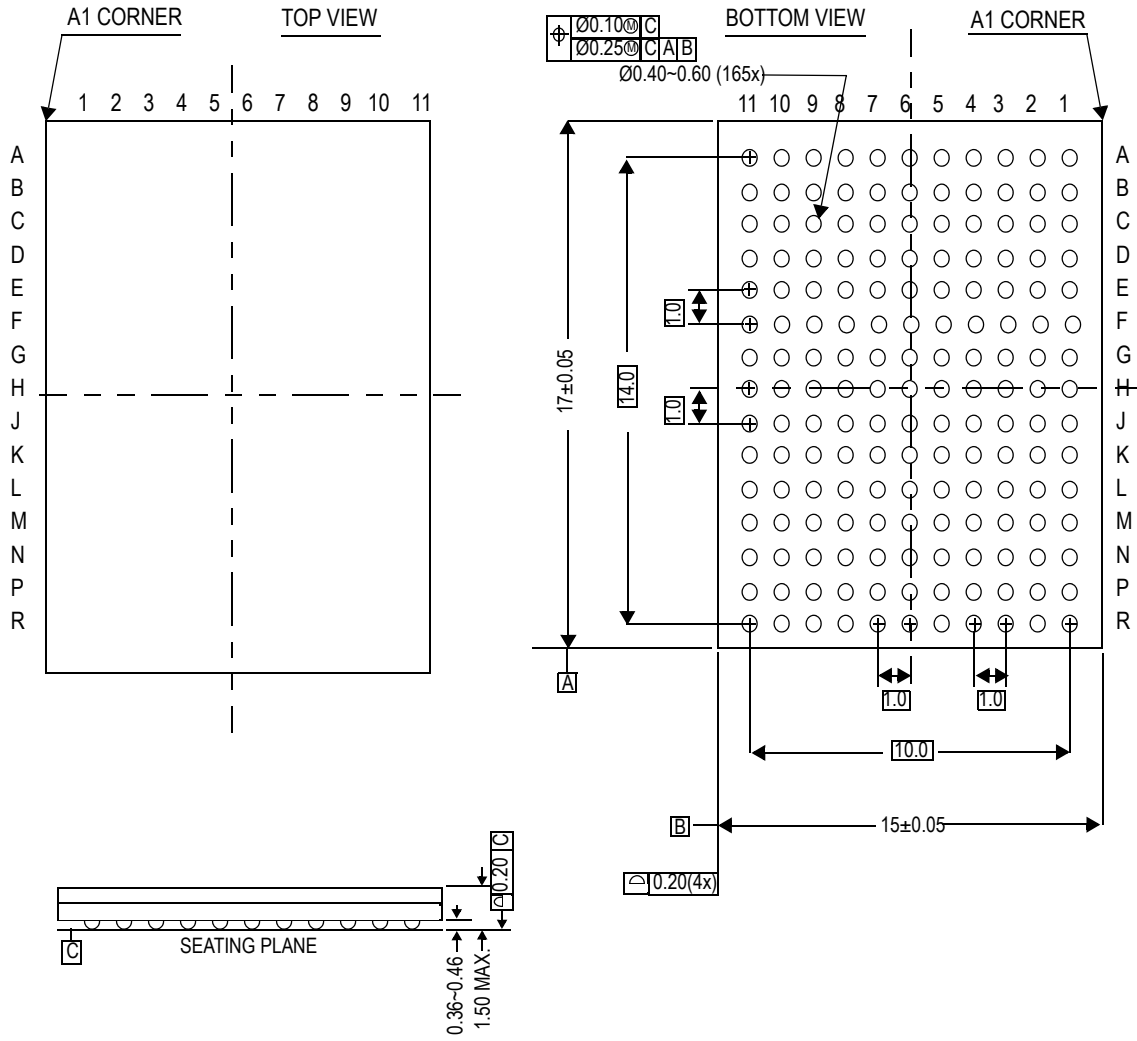 A1 CORNER
TOP VIEW
1 2 3 4 5 6 7 8 9 10 11
A
B
C
D
E
F
G
H
J
K
L
M
N
P
R
Ø0.10Ⓜ C
Ø0.25Ⓜ C A B
Ø0.40~0.60 (165x)
BOTTOM VIEW
A1 CORNER
11 10 9 8 7 6 5 4 3 2 1
A
B
C
D
E
F
G
H
J
K
L
M
N
P
R
17±0.05
14.0
1.0
1.0
A
1.0
1.0
10.0
B
15±0.05
0.20(4x)
0.20 C
C
SEATING PLANE
0.36~0.46
1.50 MAX.